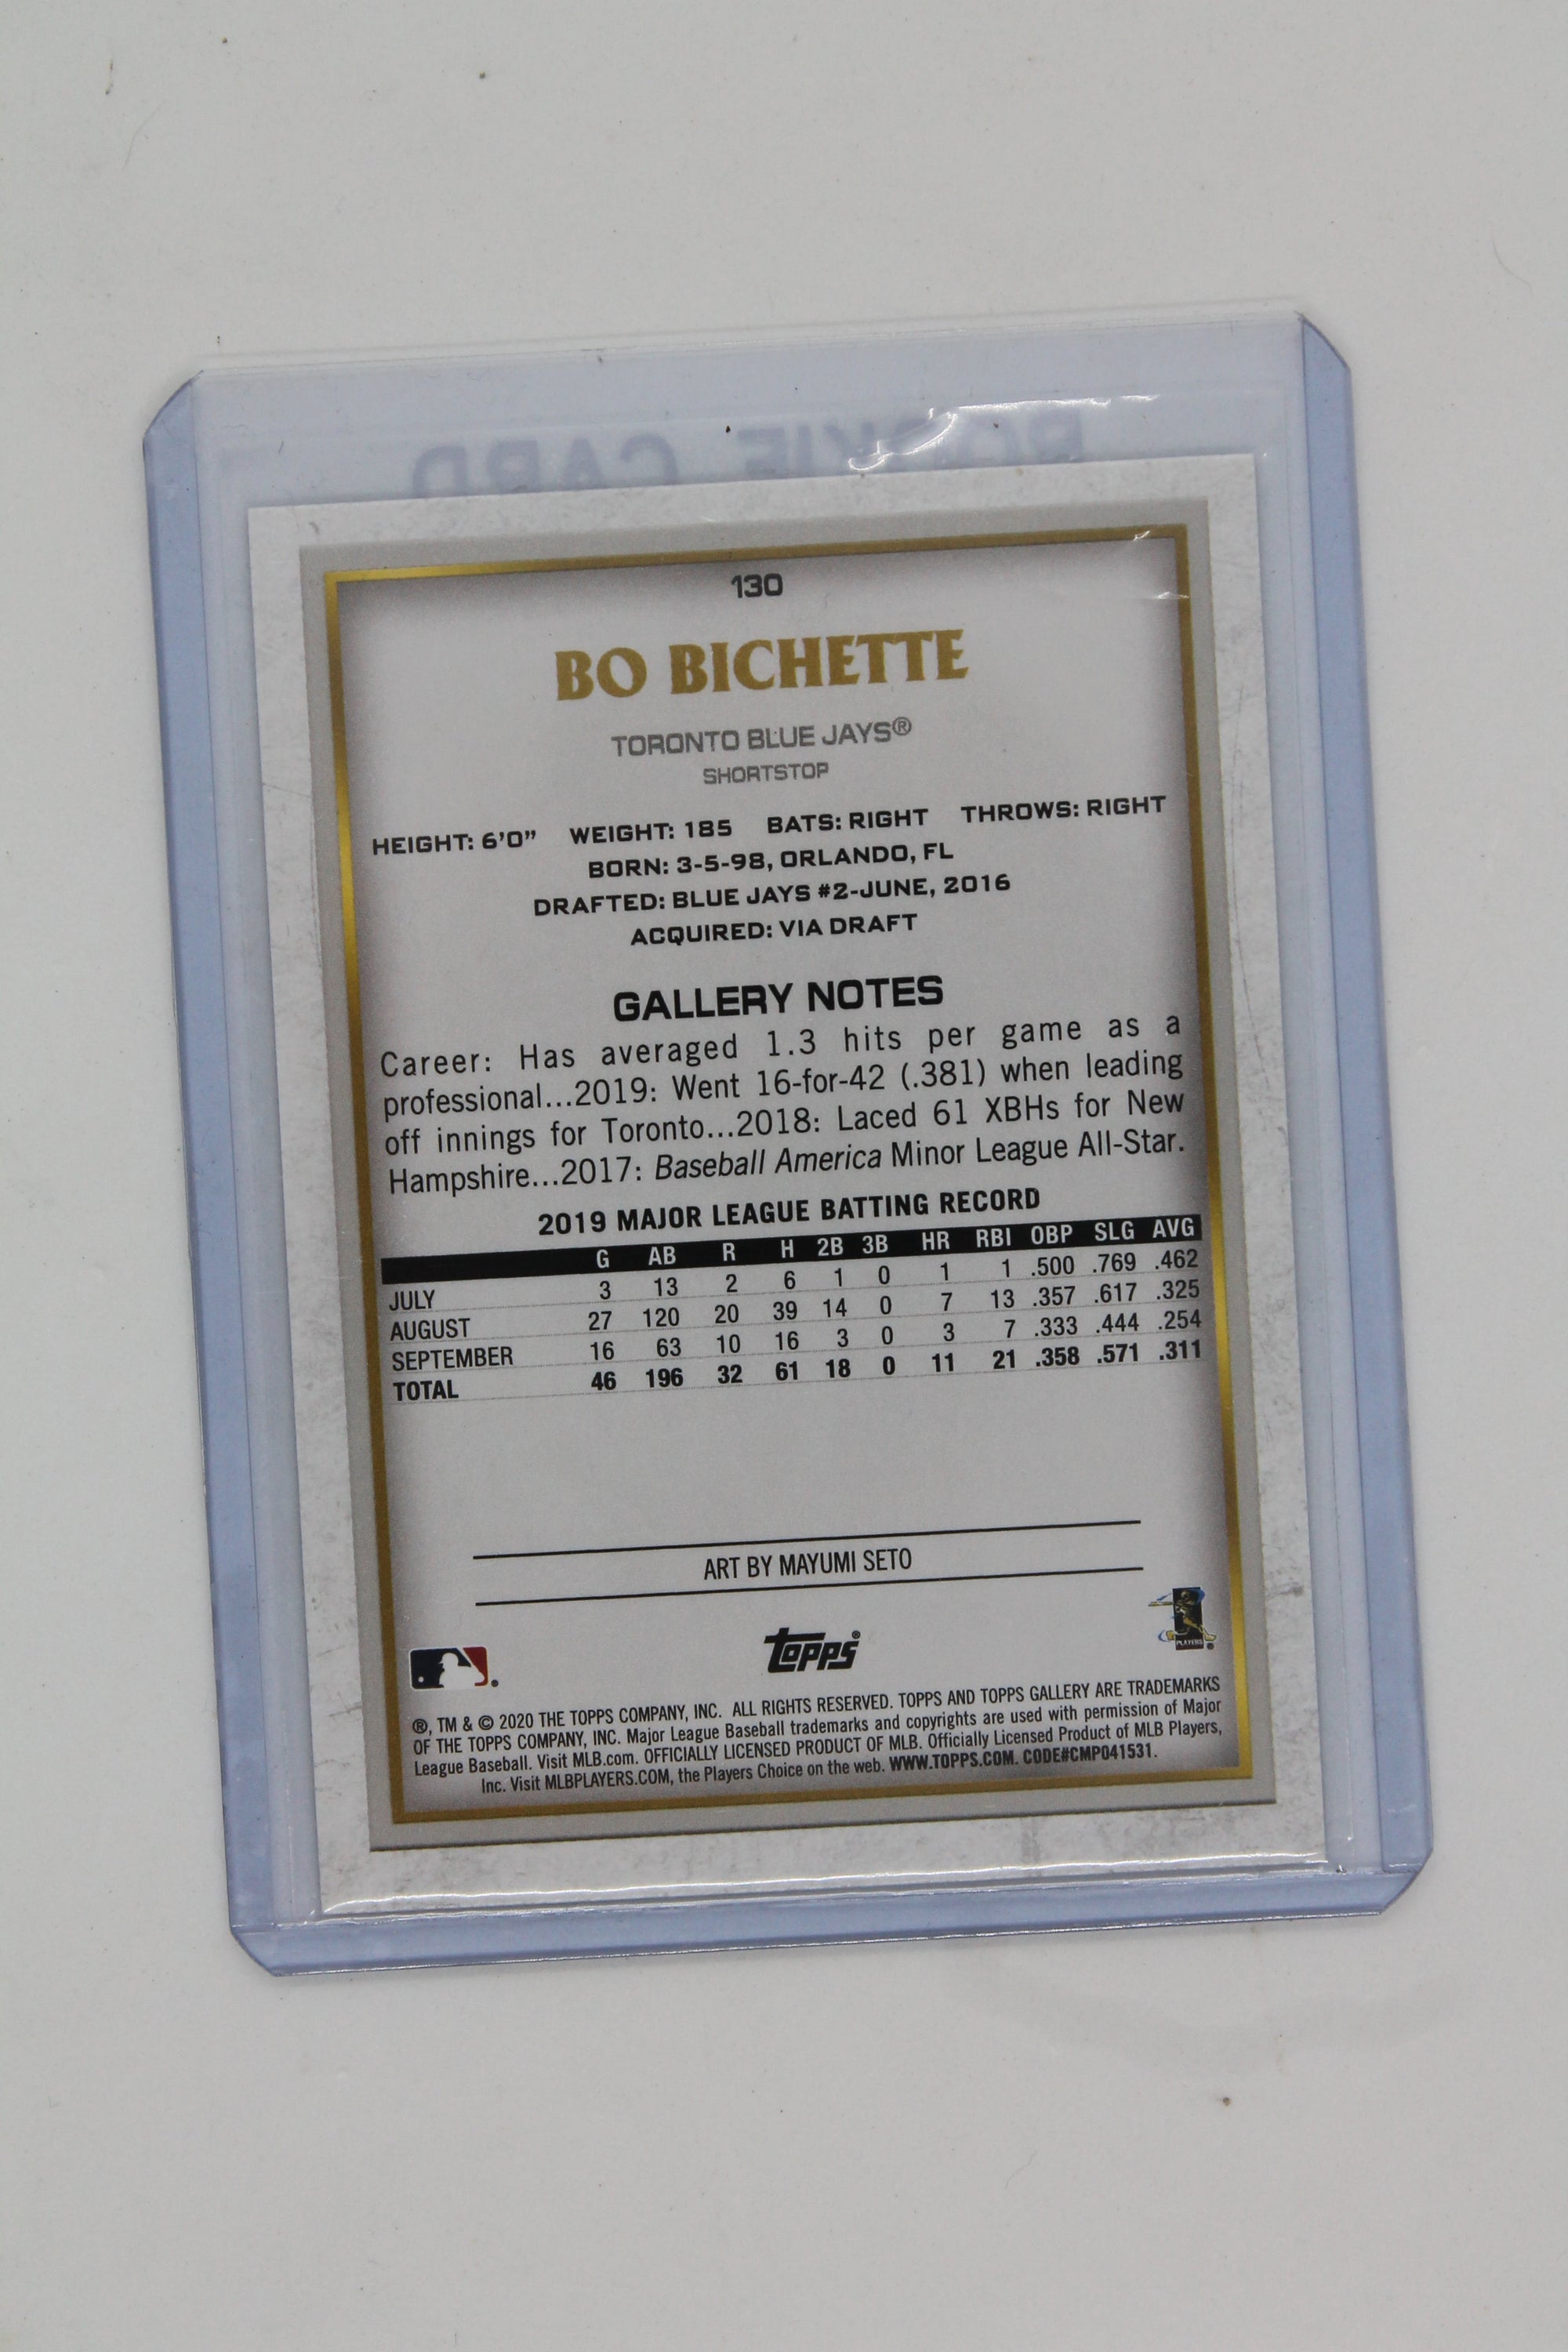 ROOKIE CARD
130
BO BICHETTE
TORONTO BLUE JAYS®
SHORTSTOP
HEIGHT: 6'0" WEIGHT: 185 BATS: RIGHT THROWS: RIGHT
BORN: 3-5-98, ORLANDO, FL
DRAFTED: BLUE JAYS #2-JUNE, 2016
ACQUIRED: VIA DRAFT
GALLERY NOTES
Career: Has averaged 1.3 hits per game as a
professional...2019: Went 16-for-42 (.381) when leading
off innings for Toronto...2018: Laced 61 XBHs for New
Hampshire...2017: Baseball America Minor League All-Star.
2019 MAJOR LEAGUE BATTING RECORD
G AB R H 2B 3B HR RBI OBP SLG AVG
JULY 3 13 2 6 1 0 1 1 .500 .769 .462
AUGUST 27 120 20 39 14 0 7 13 .357 .617 .325
SEPTEMBER 16 63 10 16 3 0 3 7 .333 .444 .254
TOTAL 46 196 32 61 18 0 11 21 .358 .571 .311
ART BY MAYUMI SETO
topps®
PLAYERS
®, TM & © 2020 THE TOPPS COMPANY, INC. ALL RIGHTS RESERVED. TOPPS AND TOPPS GALLERY ARE TRADEMARKS
OF THE TOPPS COMPANY, INC. Major League Baseball trademarks and copyrights are used with permission of Major
League Baseball. Visit MLB.com. OFFICIALLY LICENSED PRODUCT OF MLB. Officially Licensed Product of MLB Players,
Inc. Visit MLBPLAYERS.COM, the Players Choice on the web. WWW.TOPPS.COM. CODE#CMP041531.